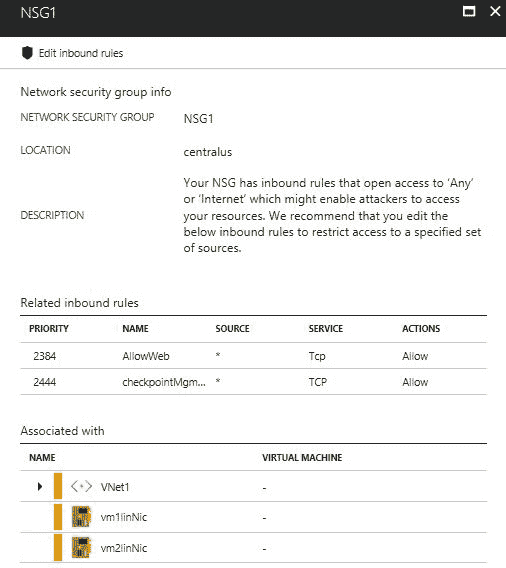 NSG1
Edit inbound rules
Network security group info
NETWORK SECURITY GROUP NSG1
LOCATION centralus
DESCRIPTION Your NSG has inbound rules that open access to ‘Any’
or ‘Internet’ which might enable attackers to access
your resources. We recommend that you edit the
below inbound rules to restrict access to a specified set
of sources.
Related inbound rules
PRIORITY NAME SOURCE SERVICE ACTIONS
2384 AllowWeb * Tcp Allow
2444 checkpointMgm... * TCP Allow
Associated with
NAME VIRTUAL MACHINE
VNet1 -
vm1linNic -
vm2linNic -